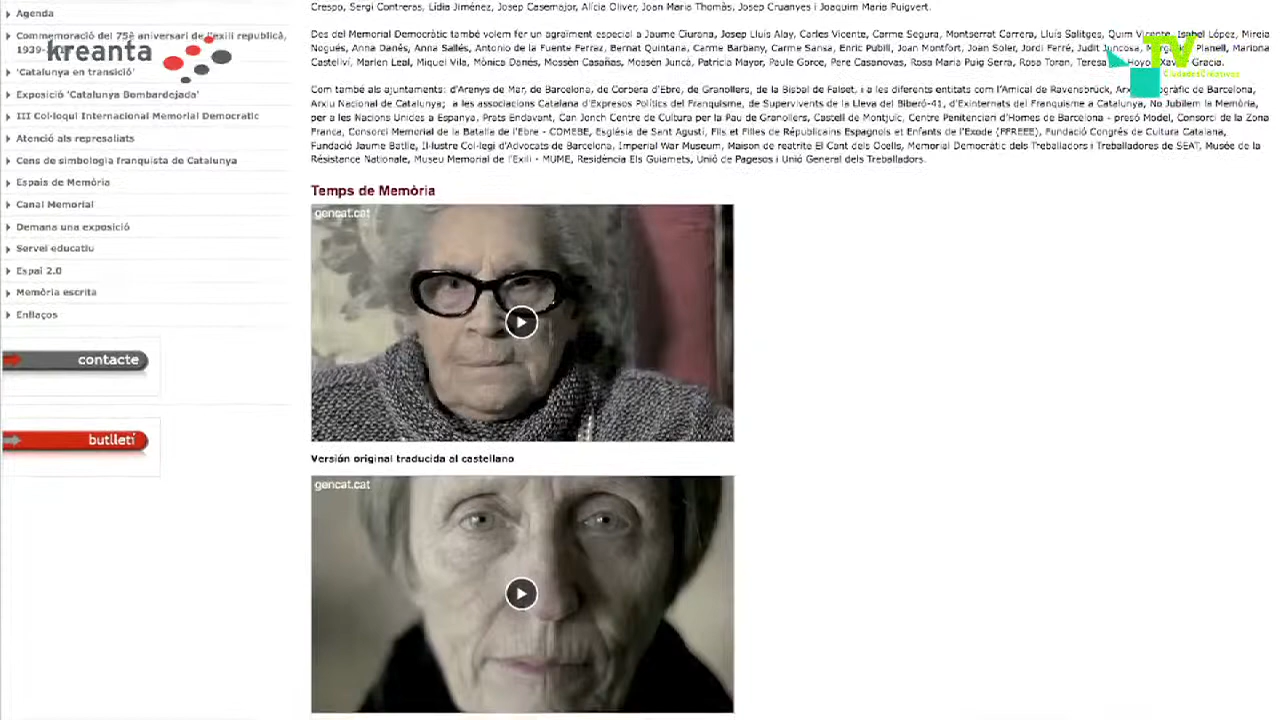 Agenda
Commemoració del 75è aniversari de l'exili republicà,
1939-
'Catalunya en transició'
Exposició 'Catalunya Bombardejada'
III Col·loqui Internacional Memorial Democratic
Atenció als represaliats
Cens de simbologia franquista de Catalunya
Espais de Memòria
Canal Memorial
Demana una exposició
Servei educatiu
Espai 2.0
Memòria escrita
Enllaços
contacte
butlletí
kreanta
TV
CiudadesCreativas
Crespo, Sergi Contreras, Lídia Jiménez, Josep Casemajor, Alícia Oliver, Joan Maria Thomàs, Josep Cruanyes i Joaquim Maria Puigvert.
Des del Memorial Democràtic també volem fer un agraïment especial a Jaume Ciurana, Josep Lluís Alay, Carles Vicente, Carme Segura, Montserrat Carrera, Lluís Salitges, Quim Vicente, Isabel López, Mireia
Nogués, Anna Danés, Anna Sallés, Antonio de la Fuente Ferraz, Bernat Quintana, Carme Barbany, Carme Sansa, Enric Pubill, Joan Montfort, Joan Soler, Jordi Ferré, Judit Juncosa, Planell, Mariona
Castellví, Marlen Leal, Miquel Vila, Mònica Danés, Mossèn Casañas, Mossèn Juncà, Patricia Mayor, Paule Gorce, Pere Casanovas, Rosa Maria Puig Serra, Rosa Toran, Teresa Hoyo, Gracia.
Com també als ajuntaments: d'Arenys de Mar, de Barcelona, de Corbera d'Ebre, de Granollers, de la Bisbal de Falset, i a les diferents entitats com l'Amical de Ravensbrück, de Barcelona,
Arxiu Nacional de Catalunya; a les associacions Catalana d'Expresos Polítics del Franquisme, de Supervivents de la Lleva del Biberó-41, d'Exinternats del Franquisme a Catalunya, No Jubilem la Memòria,
per a les Nacions Unides a Espanya, Prats Endavant, Can Jonch Centre de Cultura per la Pau de Granollers, Castell de Montjuïc, Centre Penitenciari d'Homes de Barcelona - presó Model, Consorci de la Zona
Franca, Consorci Memorial de la Batalla de l'Ebre - COMEBE, Església de Sant Agustí, Fils et Filles de Républicains Espagnols et Enfants de l'Exode (FFREEE), Fundació Congrés de Cultura Catalana,
Fundació Jaume Batlle, Il·lustre Col·legi d'Advocats de Barcelona, Imperial War Museum, Maison de reatrite El Cant dels Ocells, Memorial Democràtic dels Treballadors i Treballadores de SEAT, Musée de la
Résistance Nationale, Museu Memorial de l'Exili - MUME, Residència Els Guiamets, Unió de Pagesos i Unió General dels Treballadors.
Temps de Memòria
gencat.cat
Versión original traducida al castellano
gencat.cat